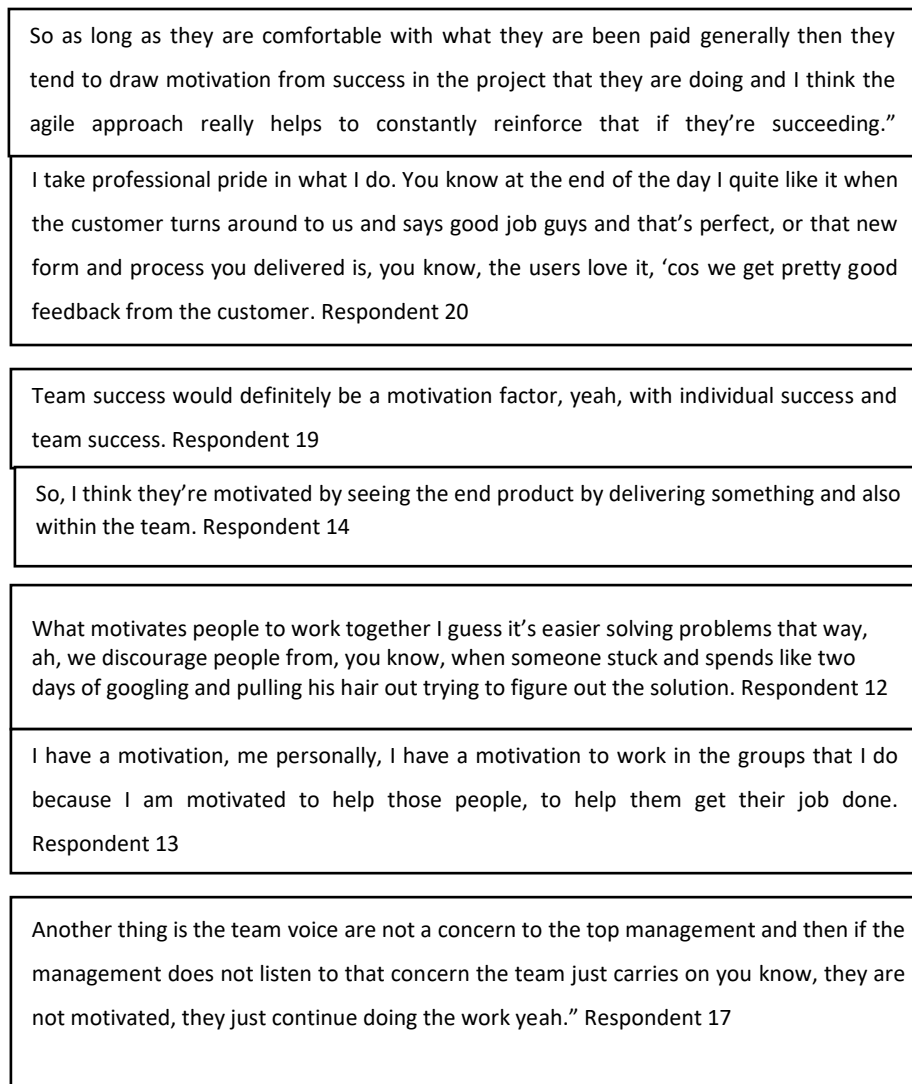 So as long as they are comfortable with what they are been paid generally then they
tend to draw motivation from success in the project that they are doing and I think the
agile approach really helps to constantly reinforce that if they’re succeeding.”
I take professional pride in what I do. You know at the end of the day I quite like it when
the customer turns around to us and says good job guys and that’s perfect, or that new
form and process you delivered is, you know, the users love it, ‘cos we get pretty good
feedback from the customer. Respondent 20
Team success would definitely be a motivation factor, yeah, with individual success and
team success. Respondent 19
So, I think they’re motivated by seeing the end product by delivering something and also
within the team. Respondent 14
What motivates people to work together I guess it’s easier solving problems that way,
ah, we discourage people from, you know, when someone stuck and spends like two
days of googling and pulling his hair out trying to figure out the solution. Respondent 12
I have a motivation, me personally, I have a motivation to work in the groups that I do
because I am motivated to help those people, to help them get their job done.
Respondent 13
Another thing is the team voice are not a concern to the top management and then if the
management does not listen to that concern the team just carries on you know, they are
not motivated, they just continue doing the work yeah.” Respondent 17